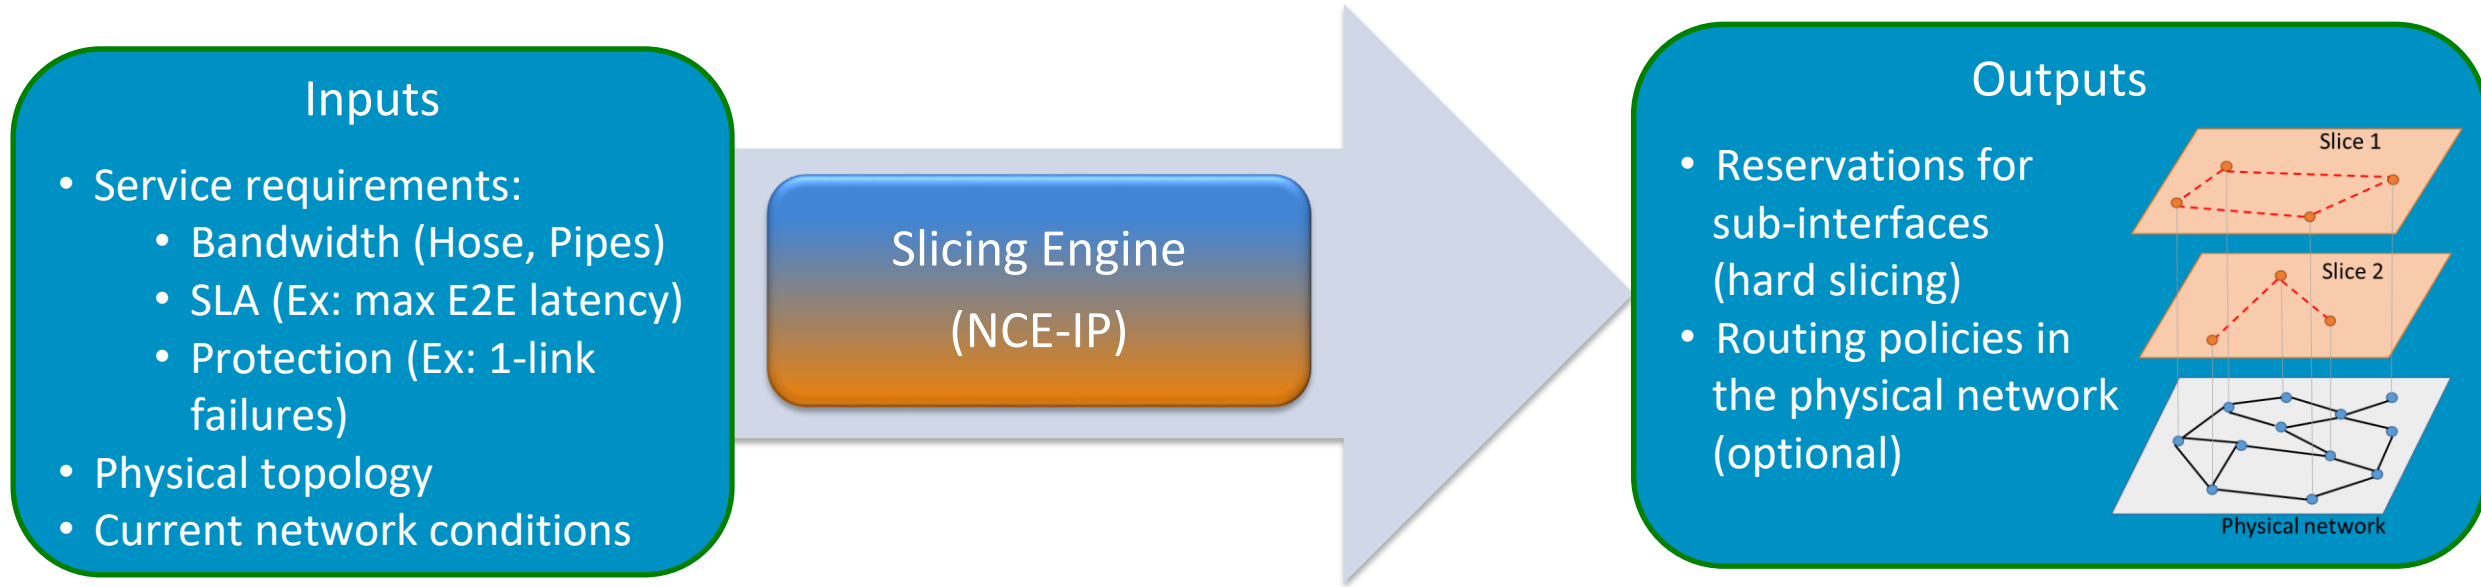 Inputs
• Service requirements:
• Bandwidth (Hose, Pipes)
• SLA (Ex: max E2E latency)
• Protection (Ex: 1-link
failures)
• Physical topology
• Current network conditions
Slicing Engine
(NCE-IP)
Outputs
• Reservations for
sub-interfaces
(hard slicing)
• Routing policies in
the physical network
(optional)
Slice 1
Slice 2
Physical network